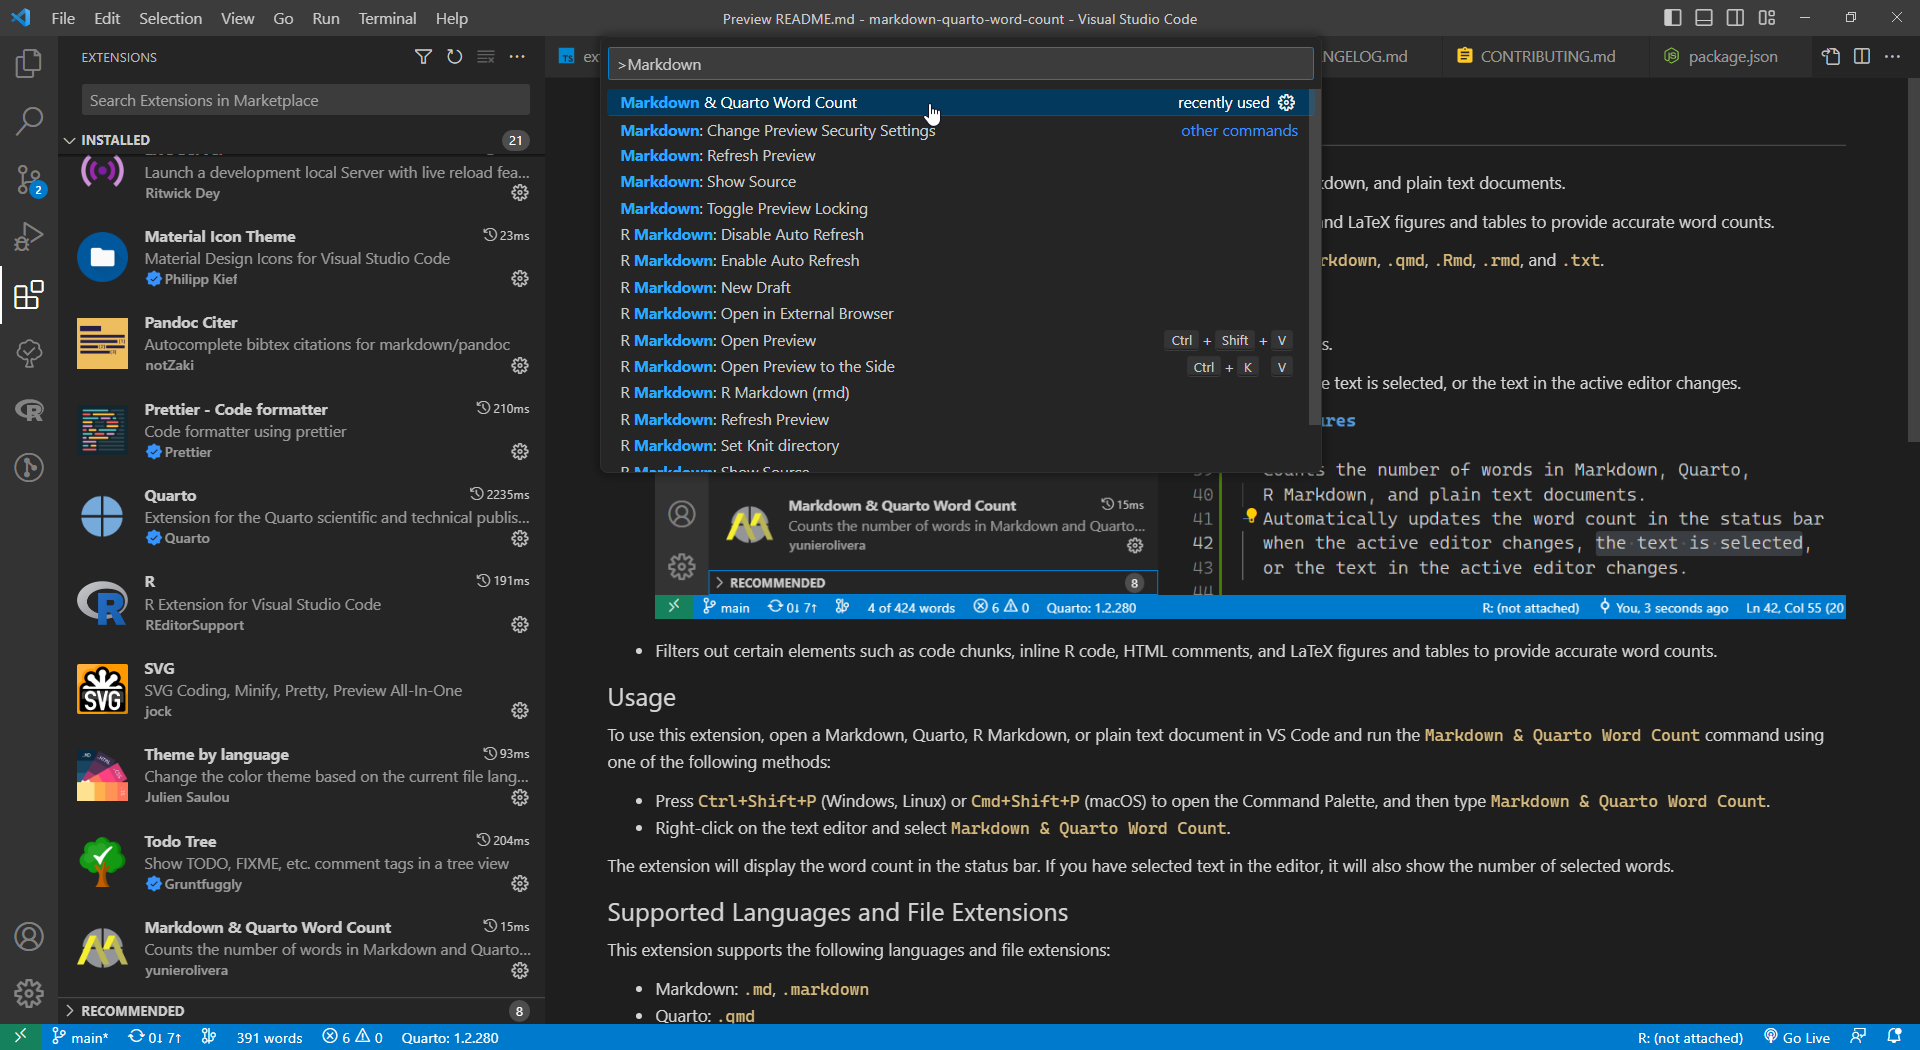 File Edit Selection View Go Run Terminal Help
Preview README.md - markdown-quarto-word-count - Visual Studio Code
EXTENSIONS
Search Extensions in Marketplace
INSTALLED 21
Launch a development local Server with live reload fea...
Ritwick Dey
Material Icon Theme 23ms
Material Design Icons for Visual Studio Code
Philipp Kief
Pandoc Citer
Autocomplete bibtex citations for markdown/pandoc
notZaki
Prettier - Code formatter 210ms
Code formatter using prettier
Prettier
Quarto 2235ms
Extension for the Quarto scientific and technical publis...
Quarto
R 191ms
R Extension for Visual Studio Code
REditorSupport
SVG
SVG Coding, Minify, Pretty, Preview All-In-One
jock
Theme by language 93ms
Change the color theme based on the current file lang...
Julien Saulou
Todo Tree 204ms
Show TODO, FIXME, etc. comment tags in a tree view
Gruntfuggly
Markdown & Quarto Word Count 15ms
Counts the number of words in Markdown and Quarto...
yunierolivera
RECOMMENDED 8
2
TS ex
NGELOG.md
CONTRIBUTING.md
package.json
>Markdown
Markdown & Quarto Word Count recently used
Markdown: Change Preview Security Settings other commands
Markdown: Refresh Preview
Markdown: Show Source
Markdown: Toggle Preview Locking
R Markdown: Disable Auto Refresh
R Markdown: Enable Auto Refresh
R Markdown: New Draft
R Markdown: Open in External Browser
R Markdown: Open Preview Ctrl + Shift + V
R Markdown: Open Preview to the Side Ctrl + K V
R Markdown: R Markdown (rmd)
R Markdown: Refresh Preview
R Markdown: Set Knit directory
R Markdown: Show Source
down, and plain text documents.
nd LaTeX figures and tables to provide accurate word counts.
rkdown, .qmd, .Rmd, .rmd, and .txt.
s.
e text is selected, or the text in the active editor changes.
ures
Markdown & Quarto Word Count 15ms
Counts the number of words in Markdown and Quarto...
yunierolivera
RECOMMENDED 8
39 Counts the number of words in Markdown, Quarto,
40 R Markdown, and plain text documents.
41 Automatically updates the word count in the status bar
42 when the active editor changes, the text is selected,
43 or the text in the active editor changes.
44
main 0↓ 7↑ 4 of 424 words 6 0 Quarto: 1.2.280 R: (not attached) You, 3 seconds ago Ln 42, Col 55 (20
• Filters out certain elements such as code chunks, inline R code, HTML comments, and LaTeX figures and tables to provide accurate word counts.
Usage
To use this extension, open a Markdown, Quarto, R Markdown, or plain text document in VS Code and run the Markdown & Quarto Word Count command using
one of the following methods:
• Press Ctrl+Shift+P (Windows, Linux) or Cmd+Shift+P (macOS) to open the Command Palette, and then type Markdown & Quarto Word Count.
• Right-click on the text editor and select Markdown & Quarto Word Count.
The extension will display the word count in the status bar. If you have selected text in the editor, it will also show the number of selected words.
Supported Languages and File Extensions
This extension supports the following languages and file extensions:
• Markdown: .md, .markdown
• Quarto: .qmd
main* 0↓ 7↑ 391 words 6 0 Quarto: 1.2.280 R: (not attached) Go Live